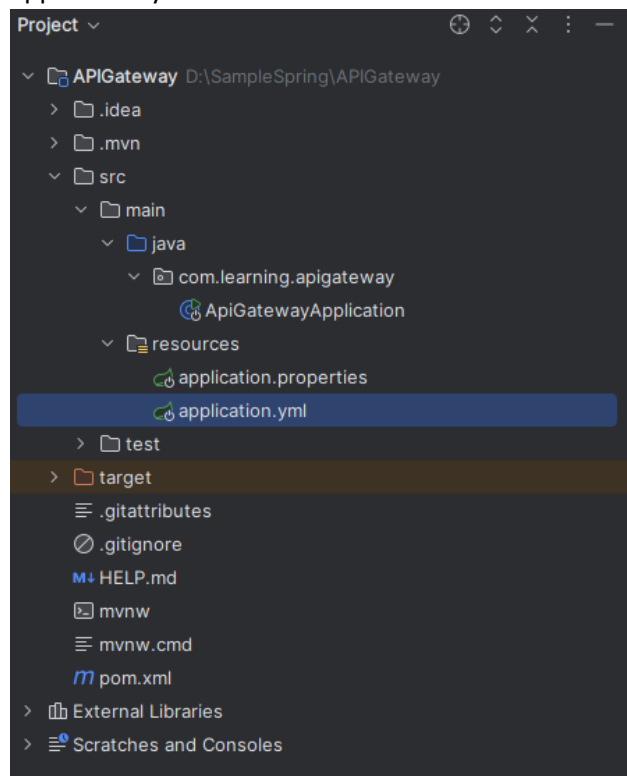 Project
APIGateway D:\SampleSpring\APIGateway
.idea
.mvn
src
main
java
com.learning.apigateway
ApiGatewayApplication
resources
application.properties
application.yml
test
target
.gitattributes
.gitignore
M↓ HELP.md
mvnw
mvnw.cmd
m pom.xml
External Libraries
Scratches and Consoles